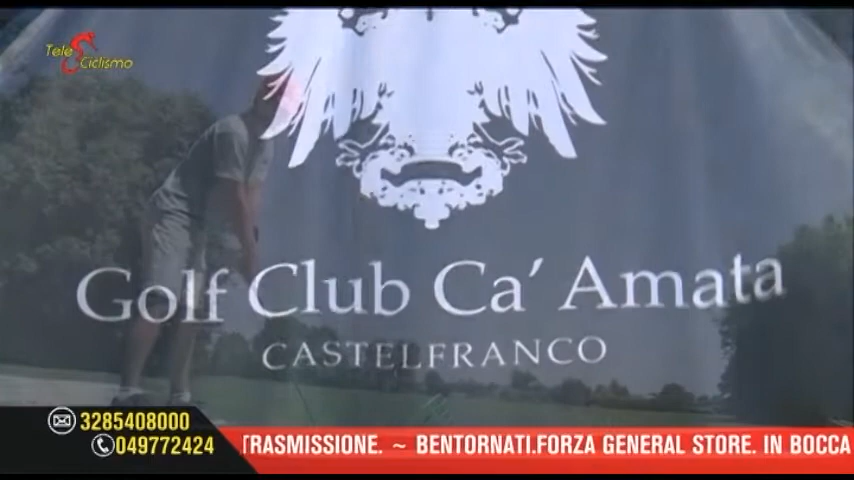 Tele Ciclismo
Golf Club Ca' Amata
CASTELFRANCO
3285408000
049772424
TRASMISSIONE. ~ BENTORNATI.FORZA GENERAL STORE. IN BOCCA